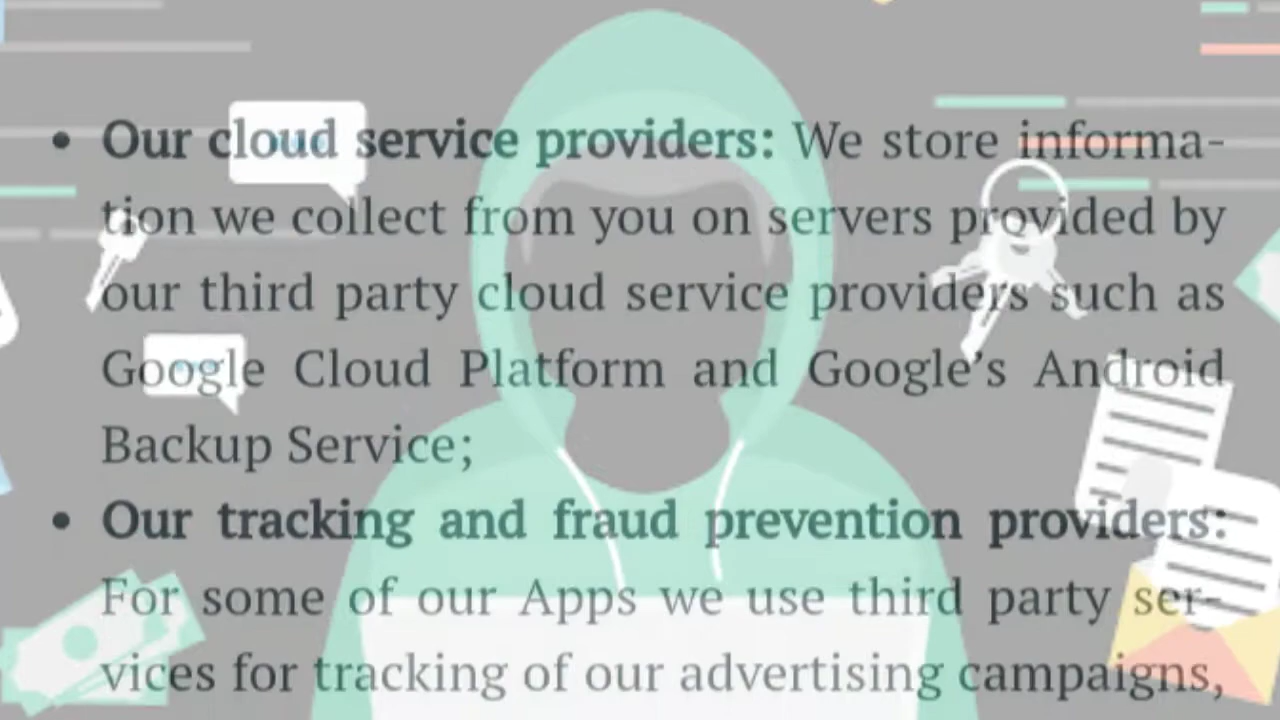 • Our cloud service providers: We store informa-
tion we collect from you on servers provided by
our third party cloud service providers such as
Google Cloud Platform and Google’s Android
Backup Service;
• Our tracking and fraud prevention providers:
For some of our Apps we use third party ser-
vices for tracking of our advertising campaigns,